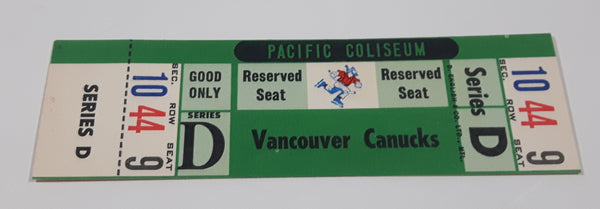 SERIES D
SEC. ROW SEAT
10 44 9
GOOD ONLY
SERIES
D
PACIFIC COLISEUM
Reserved Seat
Reserved Seat
Vancouver Canucks
Series
D
SEC. ROW SEAT
10 44 9